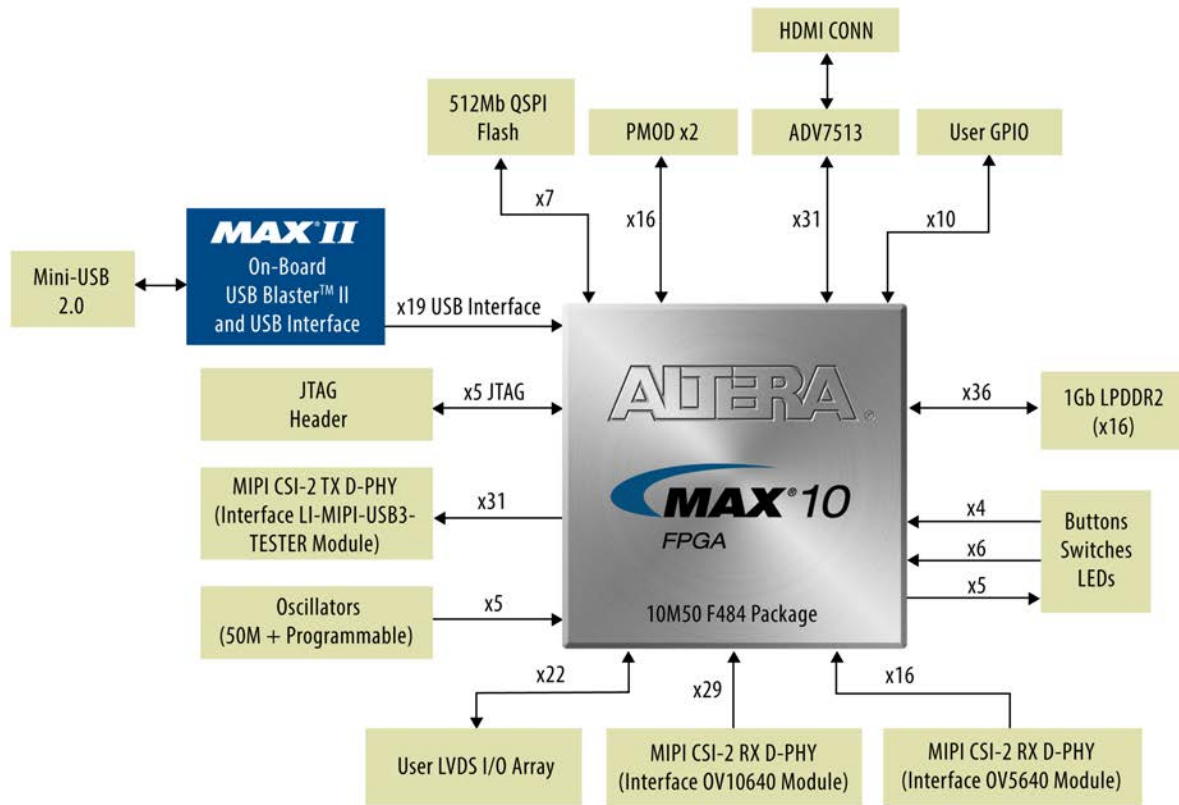 HDMI CONN
512Mb QSPI
Flash
PMOD x2
ADV7513
User GPIO
x7
x16
x31
x10
MAX® II
On-Board
USB Blaster™ II
and USB Interface
Mini-USB
2.0
x19 USB Interface
JTAG
Header
x5 JTAG
ALTERA®
MAX® 10
FPGA
10M50 F484 Package
x36
1Gb LPDDR2
(x16)
MIPI CSI-2 TX D-PHY
(Interface LI-MIPI-USB3-
TESTER Module)
x31
x4
x6
x5
Buttons
Switches
LEDs
Oscillators
(50M + Programmable)
x5
x22
x29
x16
User LVDS I/O Array
MIPI CSI-2 RX D-PHY
(Interface OV10640 Module)
MIPI CSI-2 RX D-PHY
(Interface OV5640 Module)